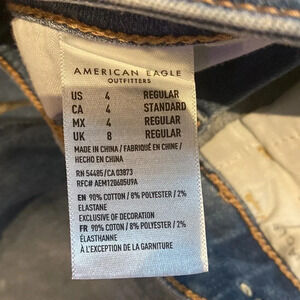 AMERICAN EAGLE
OUTFITTERS
US 4 REGULAR
CA 4 STANDARD
MX 4 REGULAR
UK 8 REGULAR
MADE IN CHINA / FABRIQUÉ EN CHINE /
HECHO EN CHINA
RN 54485/CA 03873
RFC# AEM120605U9A
EN 90% COTTON / 8% POLYESTER / 2%
ELASTANE
EXCLUSIVE OF DECORATION
FR 90% COTON / 8% POLYESTER / 2%
ÉLASTHANNE
À L'EXCEPTION DE LA GARNITURE